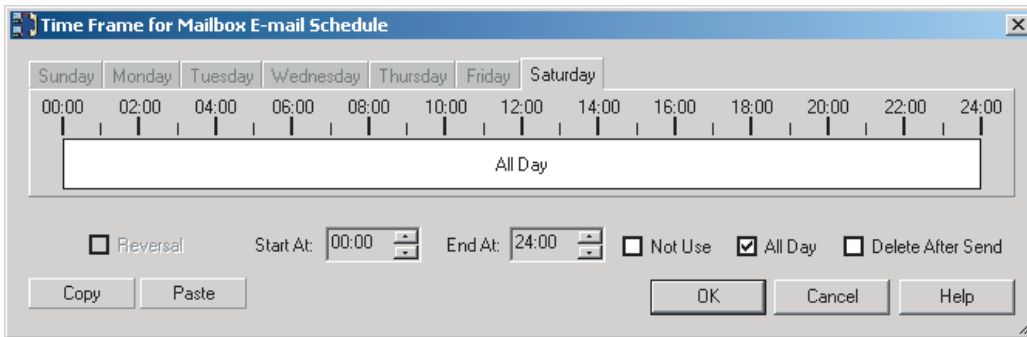 Time Frame for Mailbox E-mail Schedule
Sunday Monday Tuesday Wednesday Thursday Friday Saturday
00:00 02:00 04:00 06:00 08:00 10:00 12:00 14:00 16:00 18:00 20:00 22:00 24:00
All Day
Reversal Start At: 00:00 End At: 24:00 Not Use All Day Delete After Send
Copy Paste OK Cancel Help